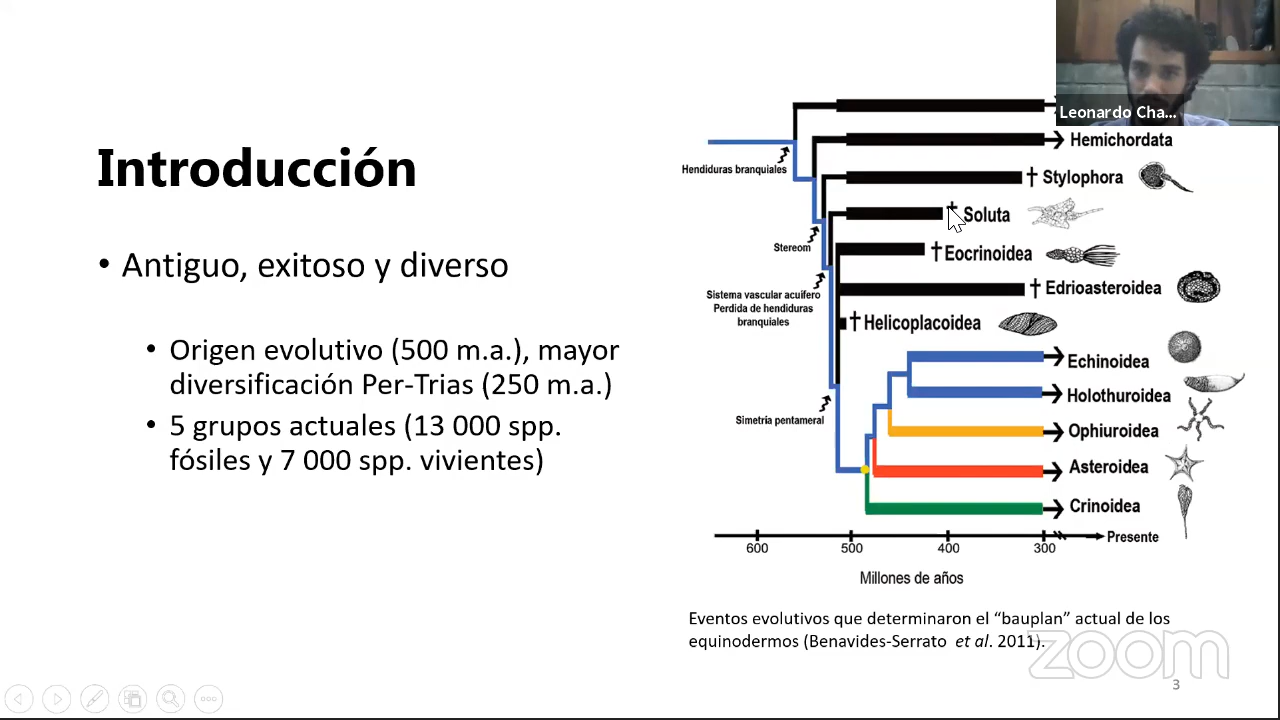 Leonardo Cha...
Introducción
• Antiguo, exitoso y diverso
• Origen evolutivo (500 m.a.), mayor
diversificación Per-Trias (250 m.a.)
• 5 grupos actuales (13 000 spp.
fósiles y 7 000 spp. vivientes)
Hemichordata
Hendiduras branquiales
† Stylophora
† Soluta
Stereom
† Eocrinoidea
† Edrioasteroidea
Sistema vascular acuifero
Perdida de hendiduras
branquiales
† Helicoplacoidea
Echinoidea
Holothuroidea
Simetría pentameral
Ophiuroidea
Asteroidea
Crinoidea
Presente
600 500 400 300
Millones de años
Eventos evolutivos que determinaron el “bauplan” actual de los
equinodermos (Benavides-Serrato et al. 2011).
zoom
3